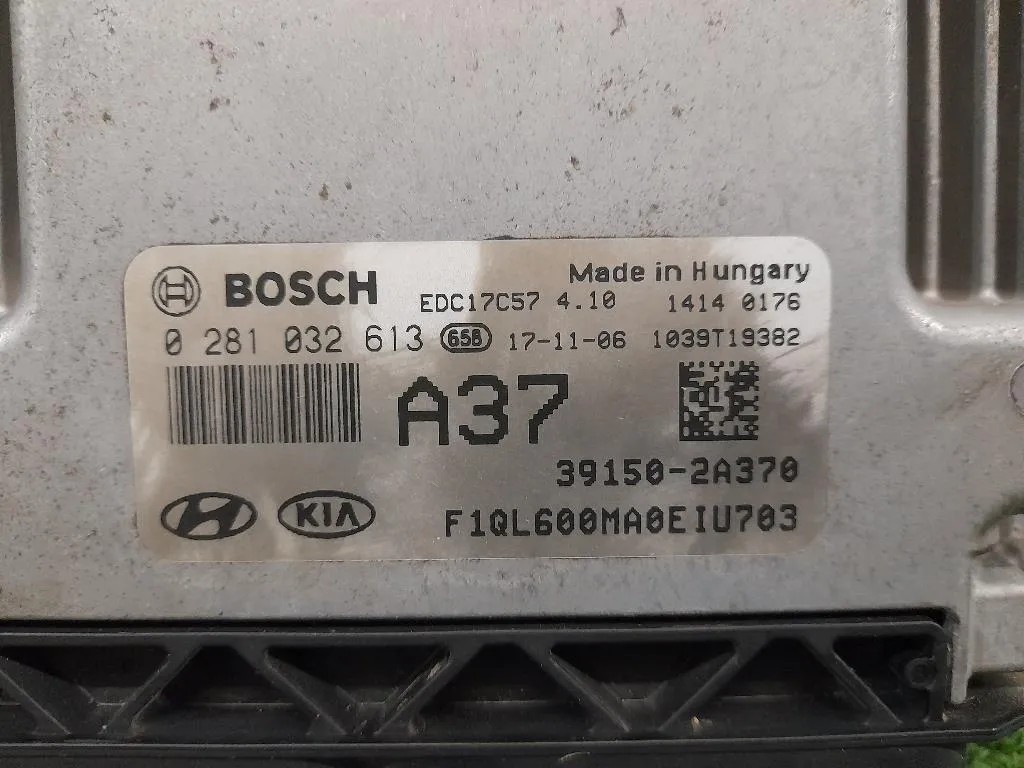 BOSCH
Made in Hungary
EDC17C57 4.10 1414 0176
0 281 032 613 65B 17-11-06 1039T19382
A37
39150-2A370
KIA
F1QL600MA0EIU703